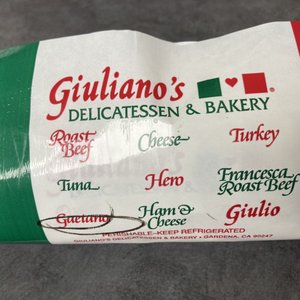 Giuliano's
DELICATESSEN & BAKERY
Roast Beef Cheese Turkey
Tuna Hero Francesca Roast Beef
Gaetano Ham & Cheese Giulio
PERISHABLE-KEEP REFRIGERATED
GIULIANO'S DELICATESSEN & BAKERY • GARDENA, CA 90247